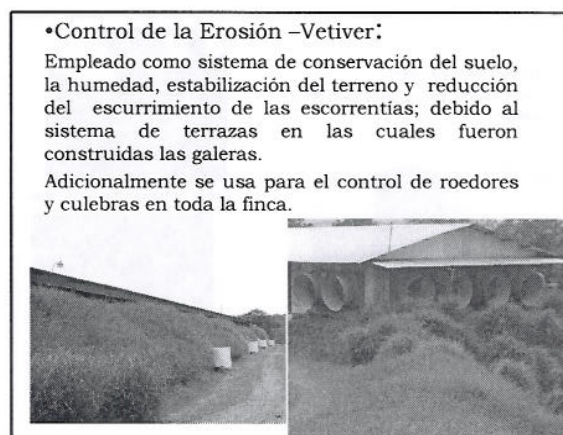 •Control de la Erosión –Vetiver:
Empleado como sistema de conservación del suelo,
la humedad, estabilización del terreno y reducción
del escurrimiento de las escorrentías; debido al
sistema de terrazas en las cuales fueron
construidas las galeras.
Adicionalmente se usa para el control de roedores
y culebras en toda la finca.